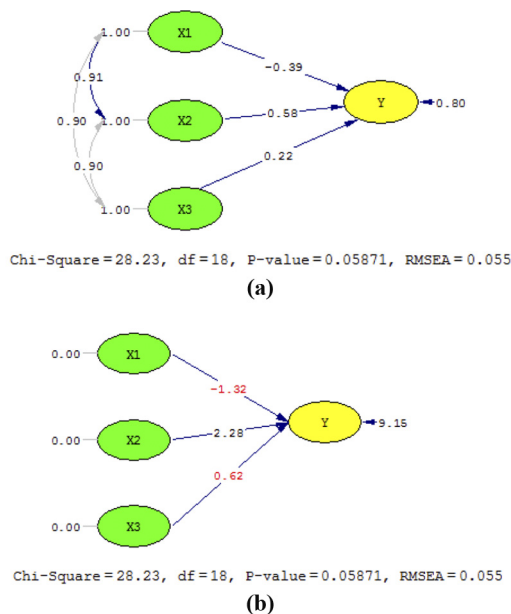 1.00
X1
-0.39
0.91
Y
0.80
0.90
1.00
X2
0.58
0.90
0.22
1.00
X3
Chi-Square=28.23, df=18, P-value=0.05871, RMSEA=0.055
(a)
0.00
X1
-1.32
Y
9.15
0.00
X2
2.28
0.62
0.00
X3
Chi-Square=28.23, df=18, P-value=0.05871, RMSEA=0.055
(b)